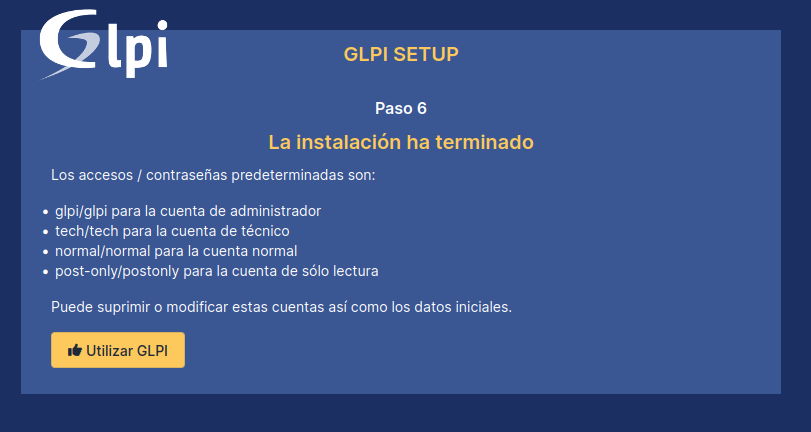 Glpi
GLPI SETUP
Paso 6
La instalación ha terminado
Los accesos / contraseñas predeterminadas son:
• glpi/glpi para la cuenta de administrador
• tech/tech para la cuenta de técnico
• normal/normal para la cuenta normal
• post-only/postonly para la cuenta de sólo lectura
Puede suprimir o modificar estas cuentas así como los datos iniciales.
Utilizar GLPI